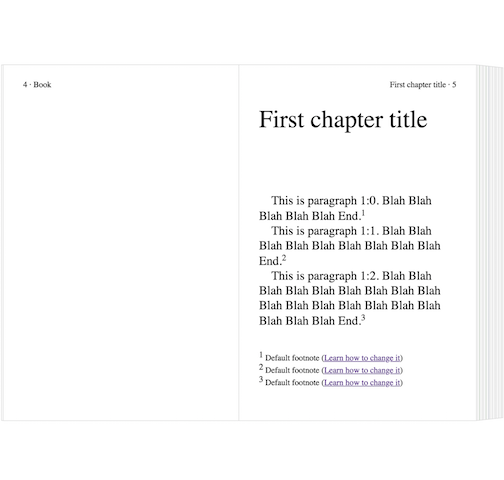 4 · Book
First chapter title · 5
First chapter title
This is paragraph 1:0. Blah Blah
Blah Blah Blah End.1
This is paragraph 1:1. Blah Blah
Blah Blah Blah Blah Blah Blah Blah
End.2
This is paragraph 1:2. Blah Blah
Blah Blah Blah Blah Blah Blah Blah
Blah Blah Blah Blah Blah Blah Blah
Blah Blah Blah End.3
1 Default footnote (Learn how to change it)
2 Default footnote (Learn how to change it)
3 Default footnote (Learn how to change it)